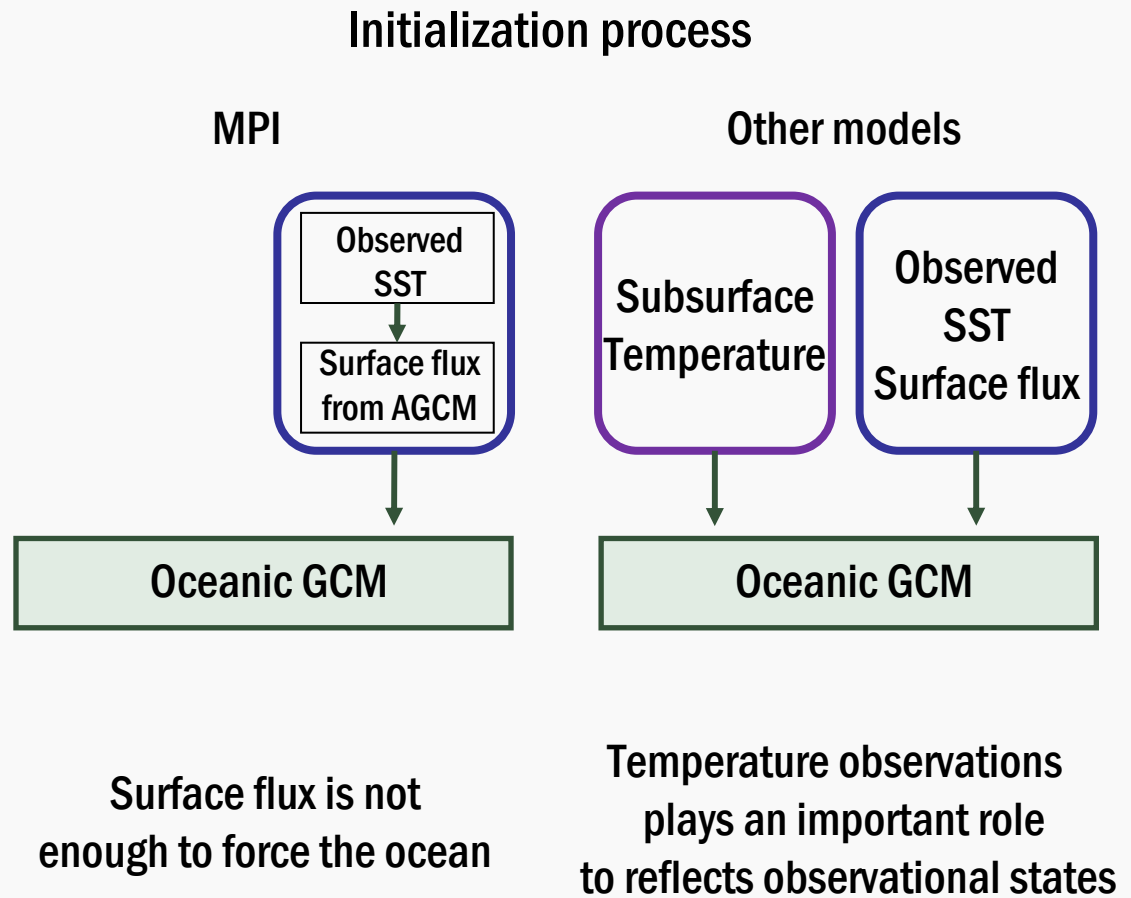 Initialization process
MPI
Other models
Observed
SST
Surface flux
from AGCM
Subsurface
Temperature
Observed
SST
Surface flux
Oceanic GCM
Oceanic GCM
Surface flux is not
enough to force the ocean
Temperature observations
plays an important role
to reflects observational states